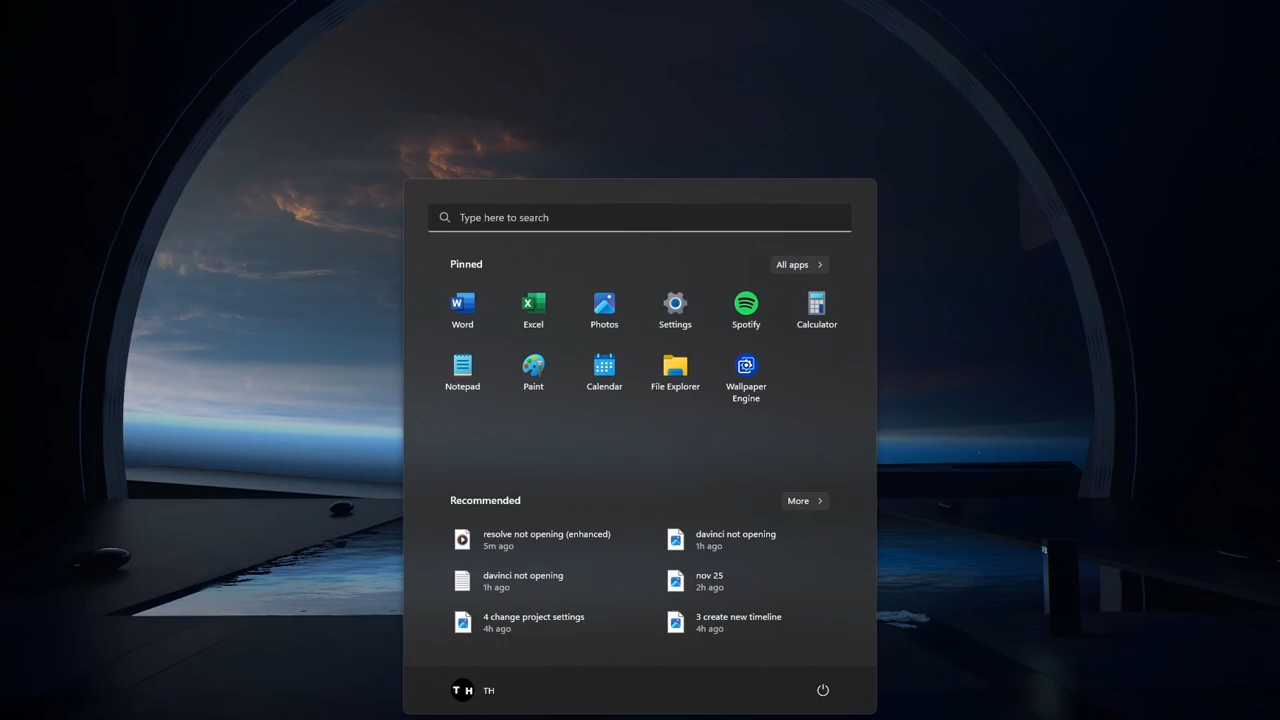 Type here to search
Pinned
All apps
Word
Excel
Photos
Settings
Spotify
Calculator
Notepad
Paint
Calendar
File Explorer
Wallpaper
Engine
Recommended
More
resolve not opening (enhanced)
5m ago
davinci not opening
1h ago
davinci not opening
1h ago
nov 25
2h ago
4 change project settings
4h ago
3 create new timeline
4h ago
T H
TH